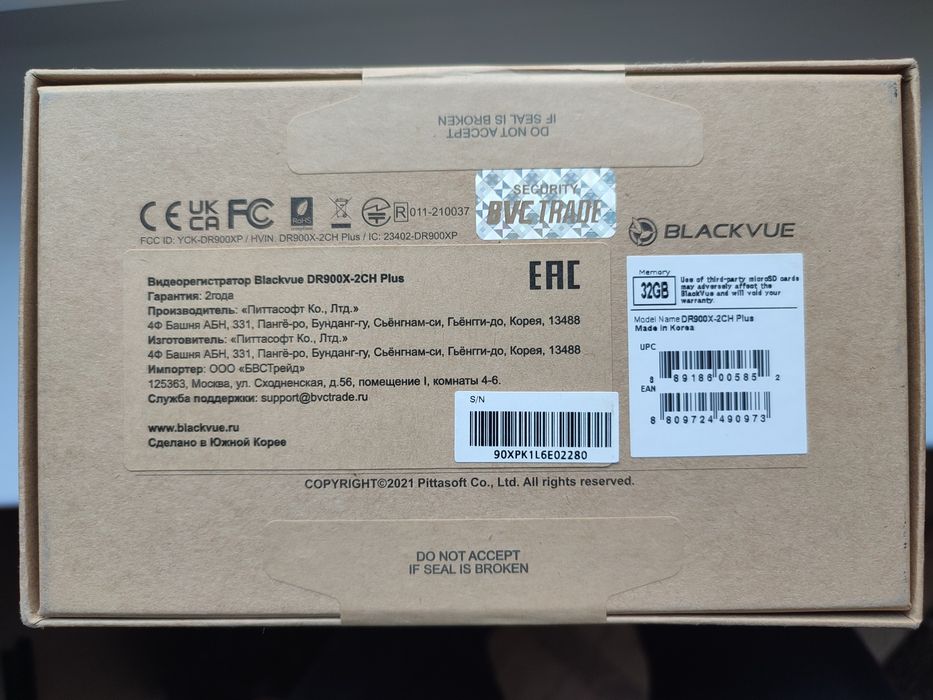 DO NOT ACCEPT
IF SEAL IS BROKEN
SECURITY
BVC TRADE
CE UK CA FC RoHS R 011-210037
FCC ID: YCK-DR900XP / HVIN: DR900X-2CH Plus / IC: 23402-DR900XP
BLACKVUE
EAC
Видеорегистратор Blackvue DR900X-2CH Plus
Гарантия: 2года
Производитель: «Питтасофт Ко., Лтд.»
4Ф Башня АБН, 331, Пангё-ро, Бунданг-гу, Сьёнгнам-си, Гьёнгги-до, Корея, 13488
Изготовитель: «Питтасофт Ко., Лтд.»
4Ф Башня АБН, 331, Пангё-ро, Бунданг-гу, Сьёнгнам-си, Гьёнгги-до, Корея, 13488
Импортер: ООО «БВСТрейд»
125363, Москва, ул. Сходненская, д.56, помещение I, комнаты 4-6.
Служба поддержки: support@bvctrade.ru
www.blackvue.ru
Сделано в Южной Корее
Memory
32GB
Use of third-party microSD cards
may adversely affect the
BlackVue and will void your
warranty.
Model Name DR900X-2CH Plus
Made in Korea
UPC
8 69186 00585 2
EAN
8 809724 490973
S/N
90XPK1L6E02280
COPYRIGHT©2021 Pittasoft Co., Ltd. All rights reserved.
DO NOT ACCEPT
IF SEAL IS BROKEN